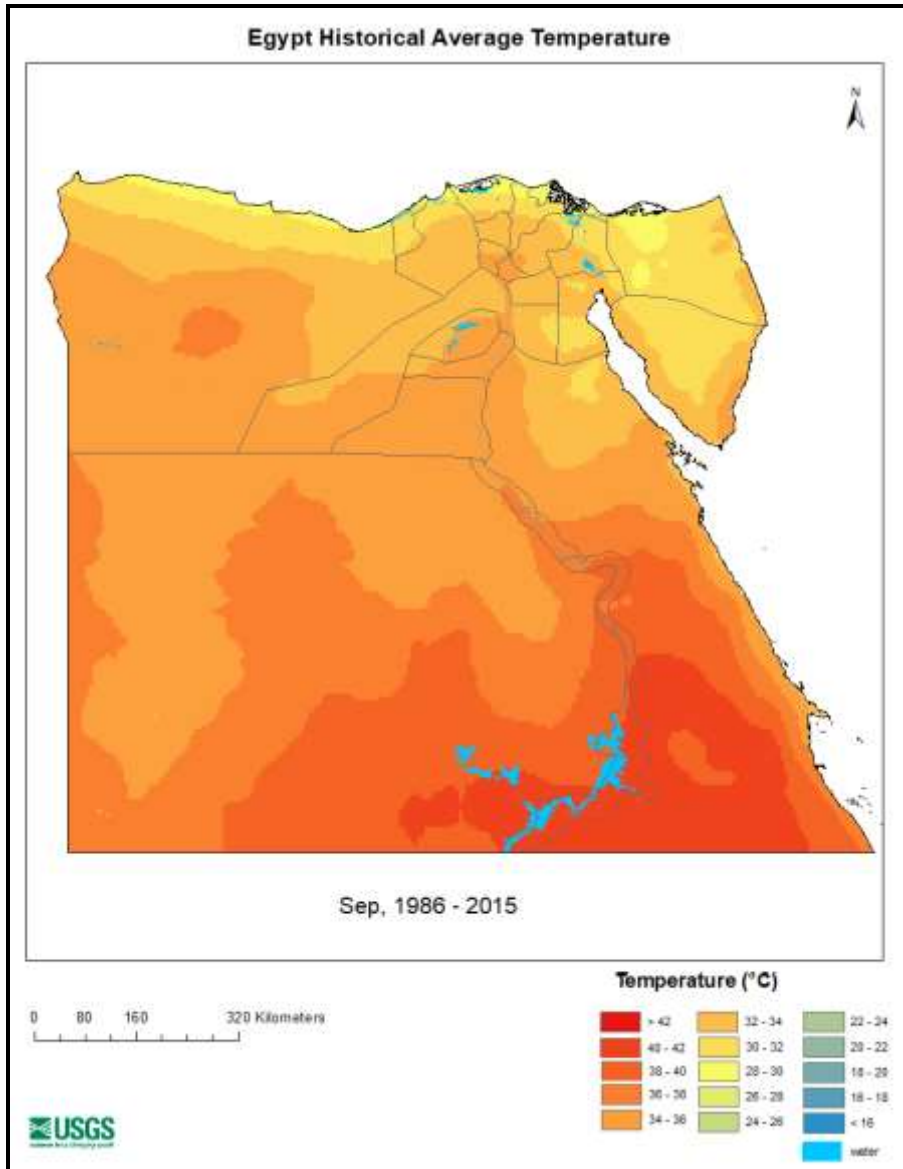 Egypt Historical Average Temperature
N
Sep, 1986 - 2015
Temperature (°C)
0 80 160 320 Kilometers
> 42
40 - 42
38 - 40
36 - 38
34 - 36
32 - 34
30 - 32
28 - 30
26 - 28
24 - 26
22 - 24
20 - 22
18 - 20
16 - 18
< 16
water
USGS